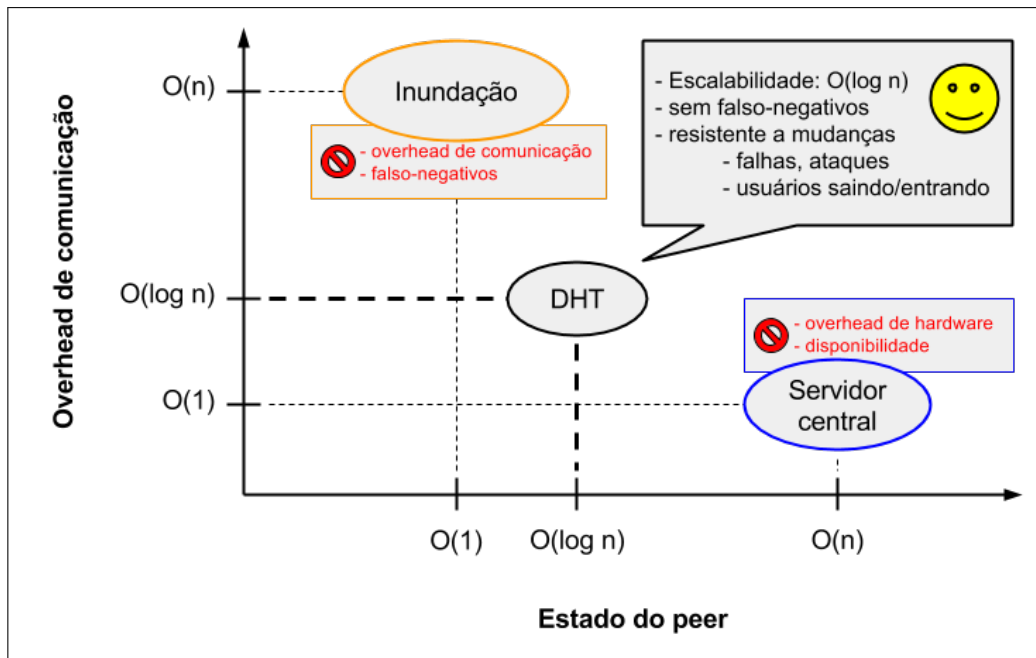 Overhead de comunicação
O(n)
O(log n)
O(1)
Inundação
- overhead de comunicação
- falso-negativos
- Escalabilidade: O(log n)
- sem falso-negativos
- resistente a mudanças
- falhas, ataques
- usuários saindo/entrando
DHT
- overhead de hardware
- disponibilidade
Servidor
central
O(1)
O(log n)
O(n)
Estado do peer